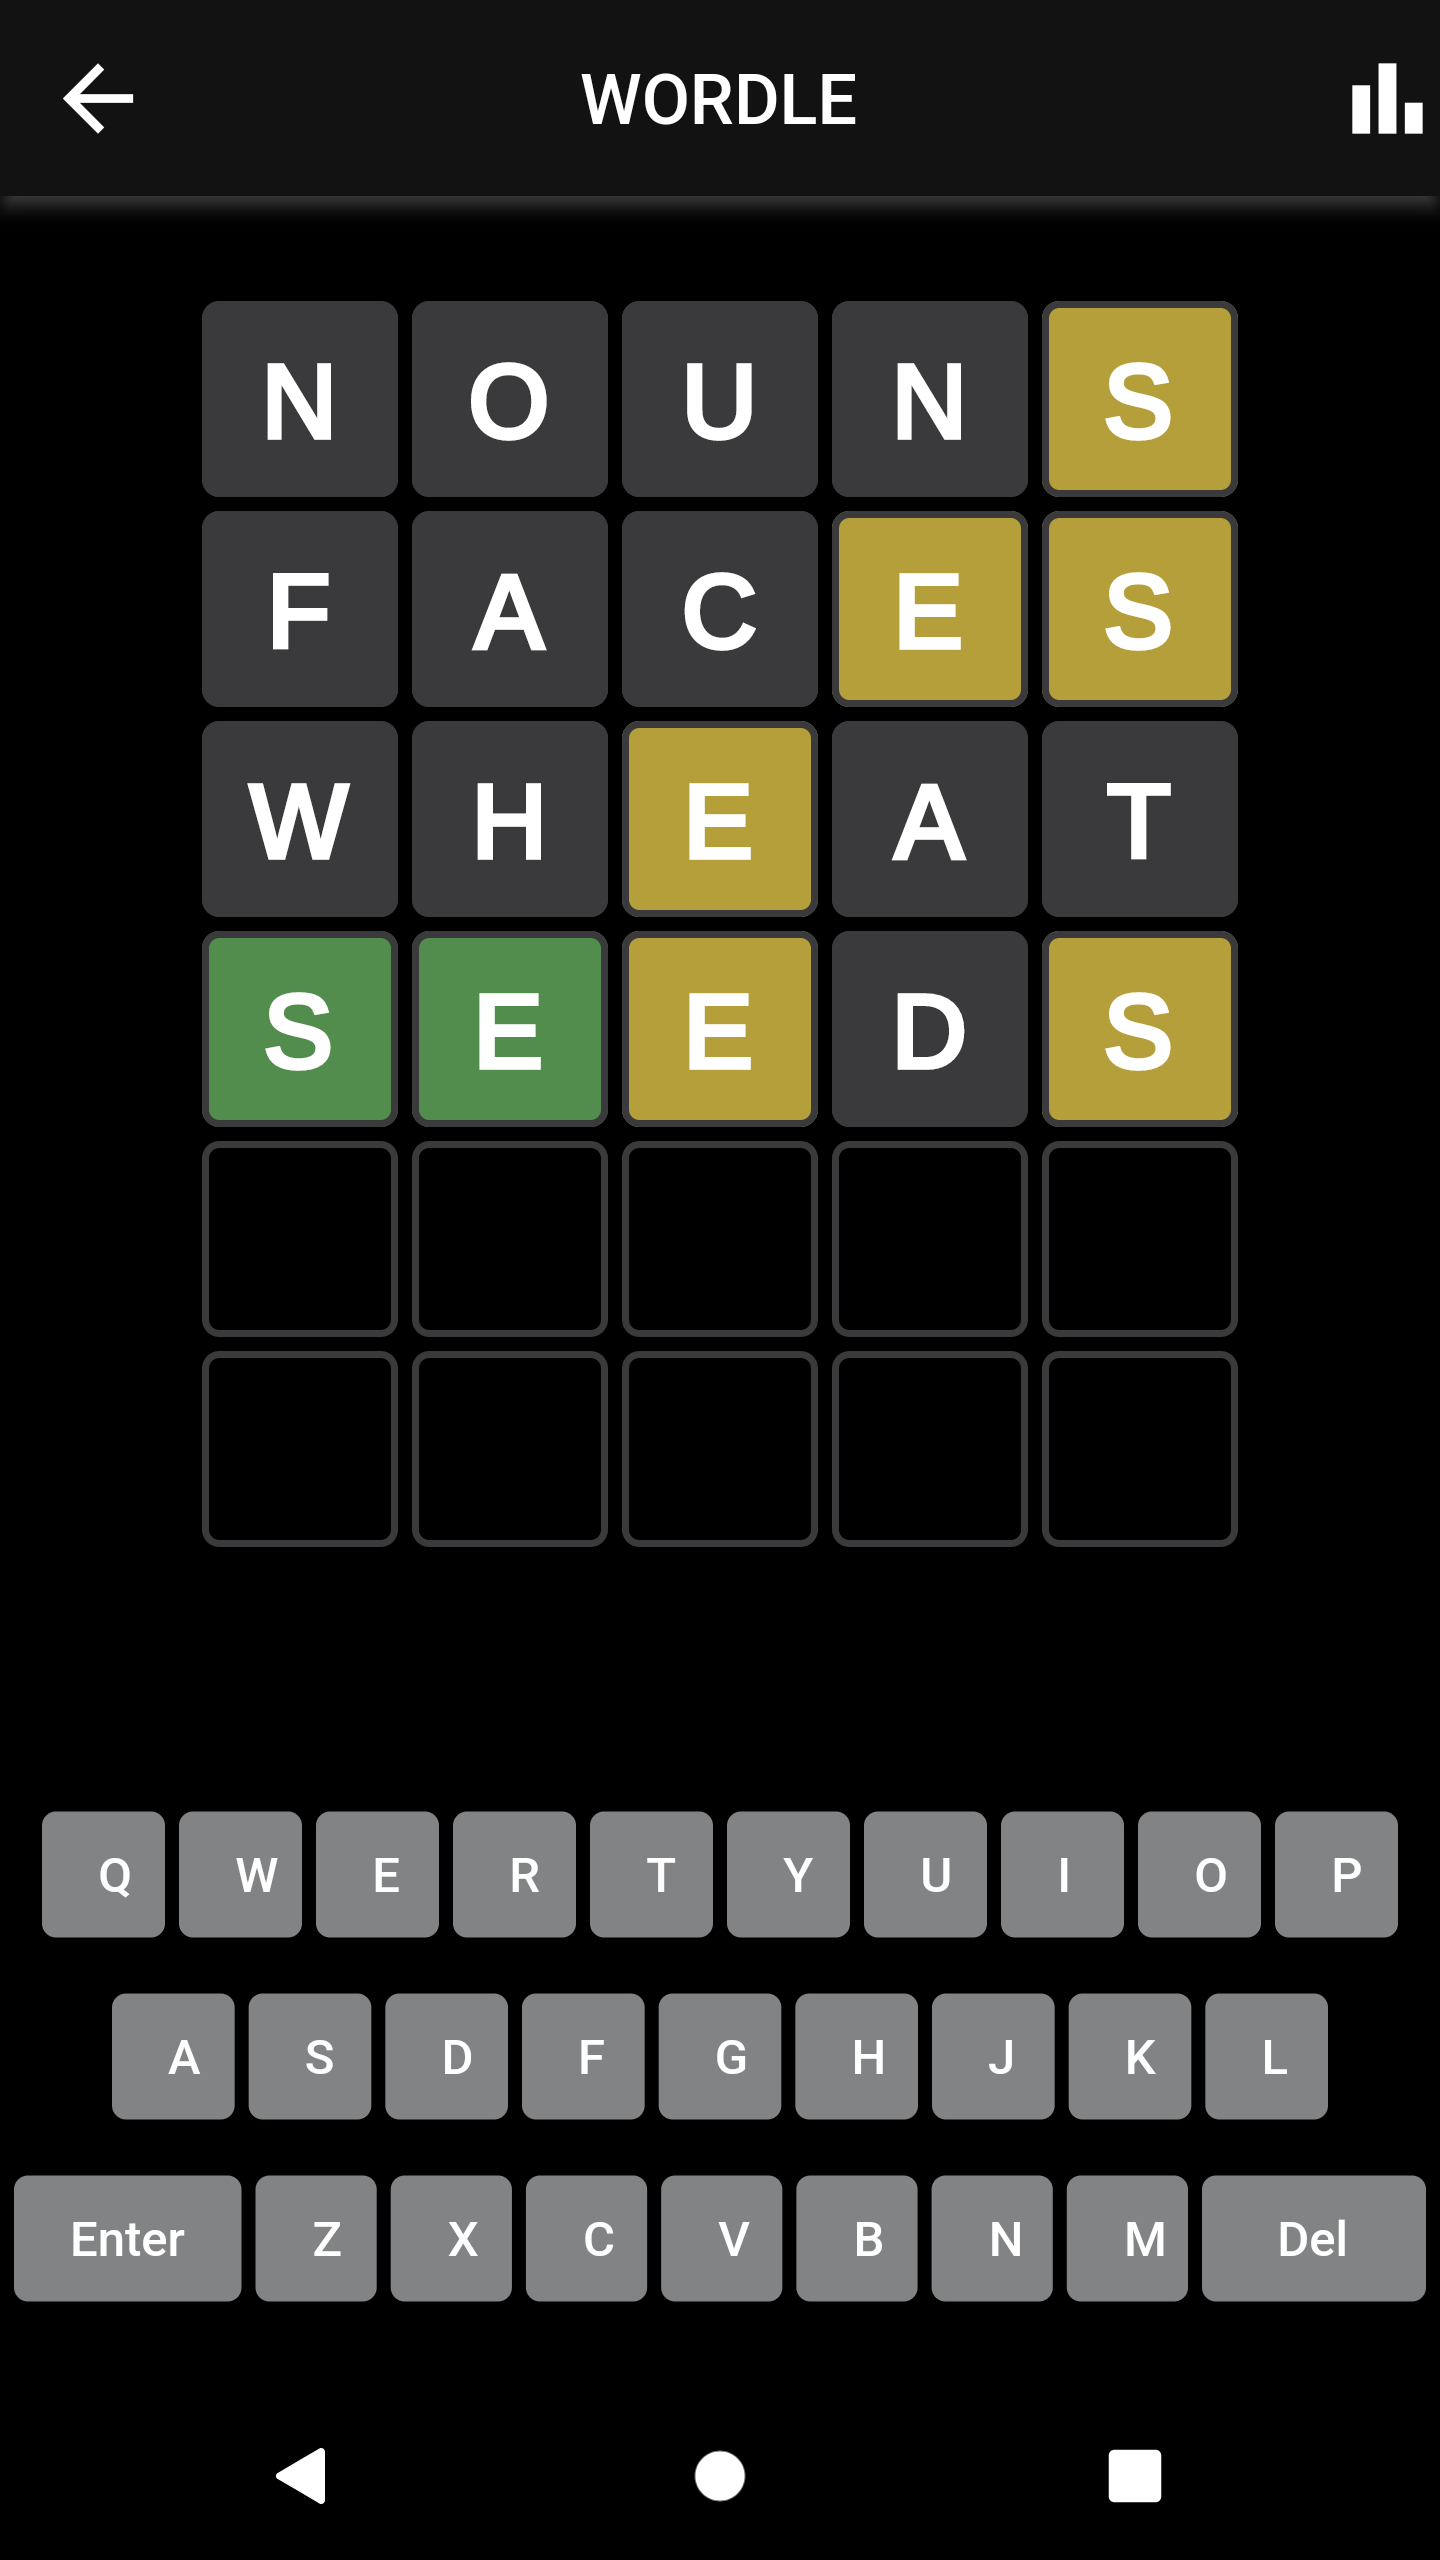 WORDLE
N O U N S
F A C E S
W H E A T
S E E D S
Q W E R T Y U I O P
A S D F G H J K L
Enter Z X C V B N M Del